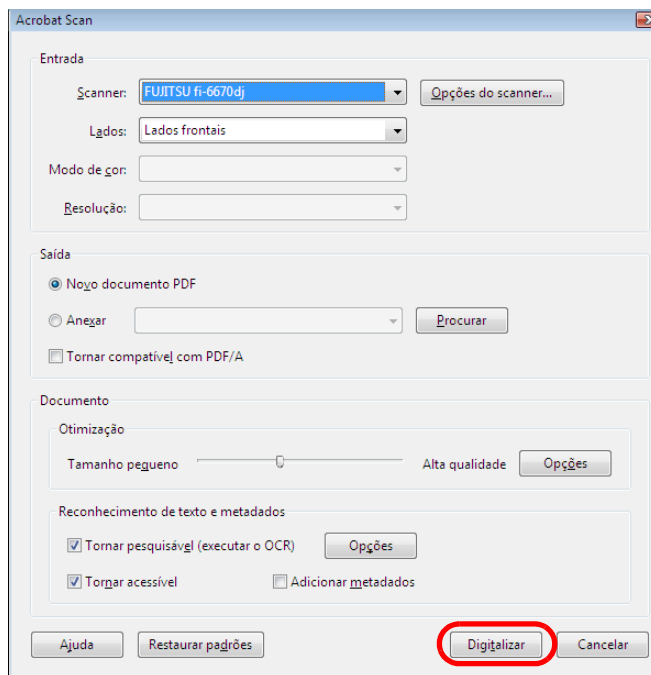 Acrobat Scan
Entrada
Scanner: FUJITSU fi-6670dj Opções do scanner...
Lados: Lados frontais
Modo de cor:
Resolução:
Saída
Novo documento PDF
Anexar Procurar
Tornar compatível com PDF/A
Documento
Otimização
Tamanho pequeno Alta qualidade Opções
Reconhecimento de texto e metadados
Tornar pesquisável (executar o OCR) Opções
Tornar acessível Adicionar metadados
Ajuda Restaurar padrões Digitalizar Cancelar